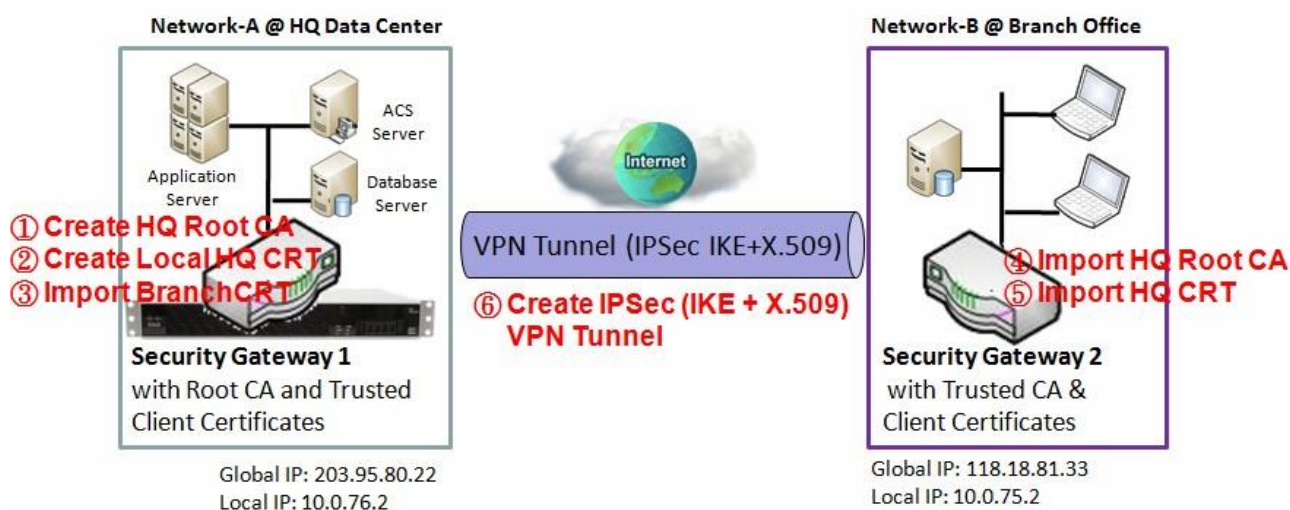 Network-A @ HQ Data Center
Network-B @ Branch Office
ACS
Server
Application
Server
Database
Server
Internet
① Create HQ Root CA
② Create Local HQ CRT
③ Import BranchCRT
VPN Tunnel (IPSec IKE+X.509)
④ Import HQ Root CA
⑤ Import HQ CRT
⑥ Create IPSec (IKE + X.509)
VPN Tunnel
Security Gateway 1
with Root CA and Trusted
Client Certificates
Security Gateway 2
with Trusted CA &
Client Certificates
Global IP: 203.95.80.22
Local IP: 10.0.76.2
Global IP: 118.18.81.33
Local IP: 10.0.75.2